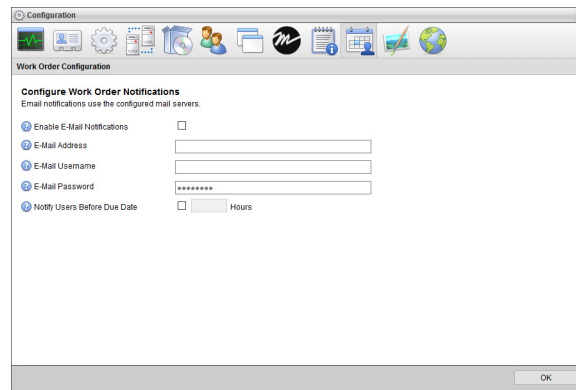 Configuration
Work Order Configuration
Configure Work Order Notifications
Email notifications use the configured mail servers.
Enable E-Mail Notifications
E-Mail Address
E-Mail Username
E-Mail Password
Notify Users Before Due Date Hours
OK